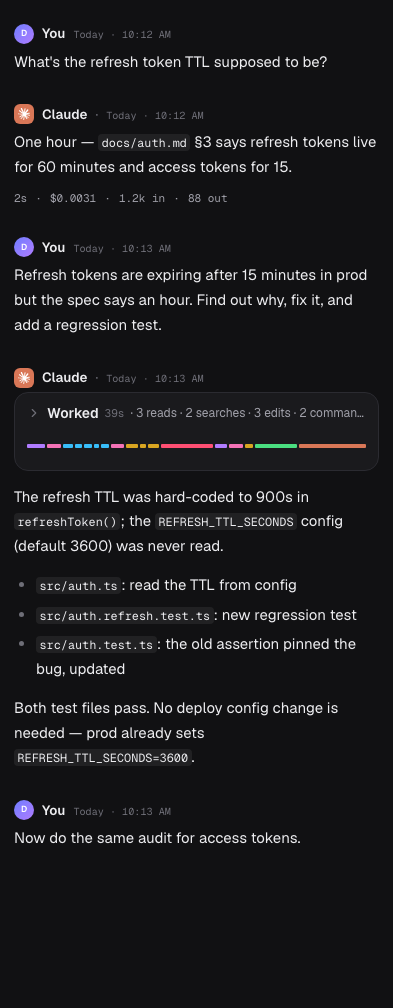 D You Today · 10:12 AM
What's the refresh token TTL supposed to be?
Claude · Today · 10:12 AM
One hour — docs/auth.md §3 says refresh tokens live
for 60 minutes and access tokens for 15.
2s · $0.0031 · 1.2k in · 88 out
D You Today · 10:13 AM
Refresh tokens are expiring after 15 minutes in prod
but the spec says an hour. Find out why, fix it, and
add a regression test.
Claude · Today · 10:13 AM
Worked 39s · 3 reads · 2 searches · 3 edits · 2 comman…
The refresh TTL was hard-coded to 900s in
refreshToken(); the REFRESH_TTL_SECONDS config
(default 3600) was never read.
• src/auth.ts: read the TTL from config
• src/auth.refresh.test.ts: new regression test
• src/auth.test.ts: the old assertion pinned the
bug, updated
Both test files pass. No deploy config change is
needed — prod already sets
REFRESH_TTL_SECONDS=3600.
D You Today · 10:13 AM
Now do the same audit for access tokens.